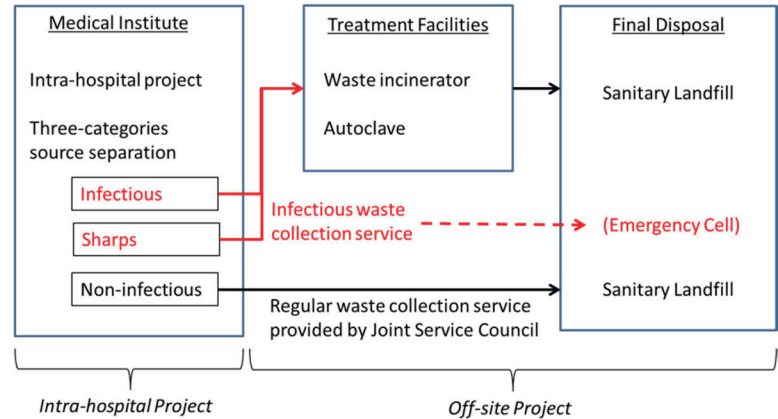 Medical Institute
Intra-hospital project
Three-categories
source separation
Infectious
Sharps
Non-infectious
Treatment Facilities
Waste incinerator
Autoclave
Infectious waste
collection service
Regular waste collection service
provided by Joint Service Council
Final Disposal
Sanitary Landfill
(Emergency Cell)
Sanitary Landfill
Intra-hospital Project
Off-site Project